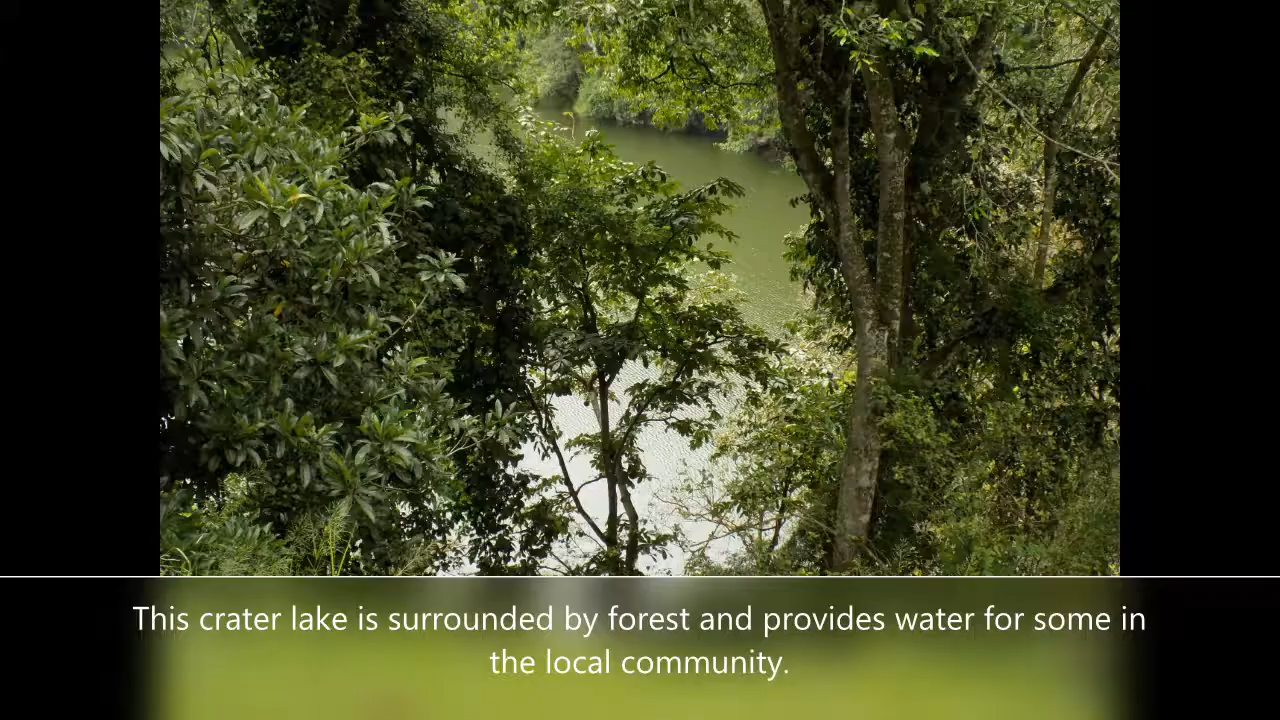 This crater lake is surrounded by forest and provides water for some in
the local community.